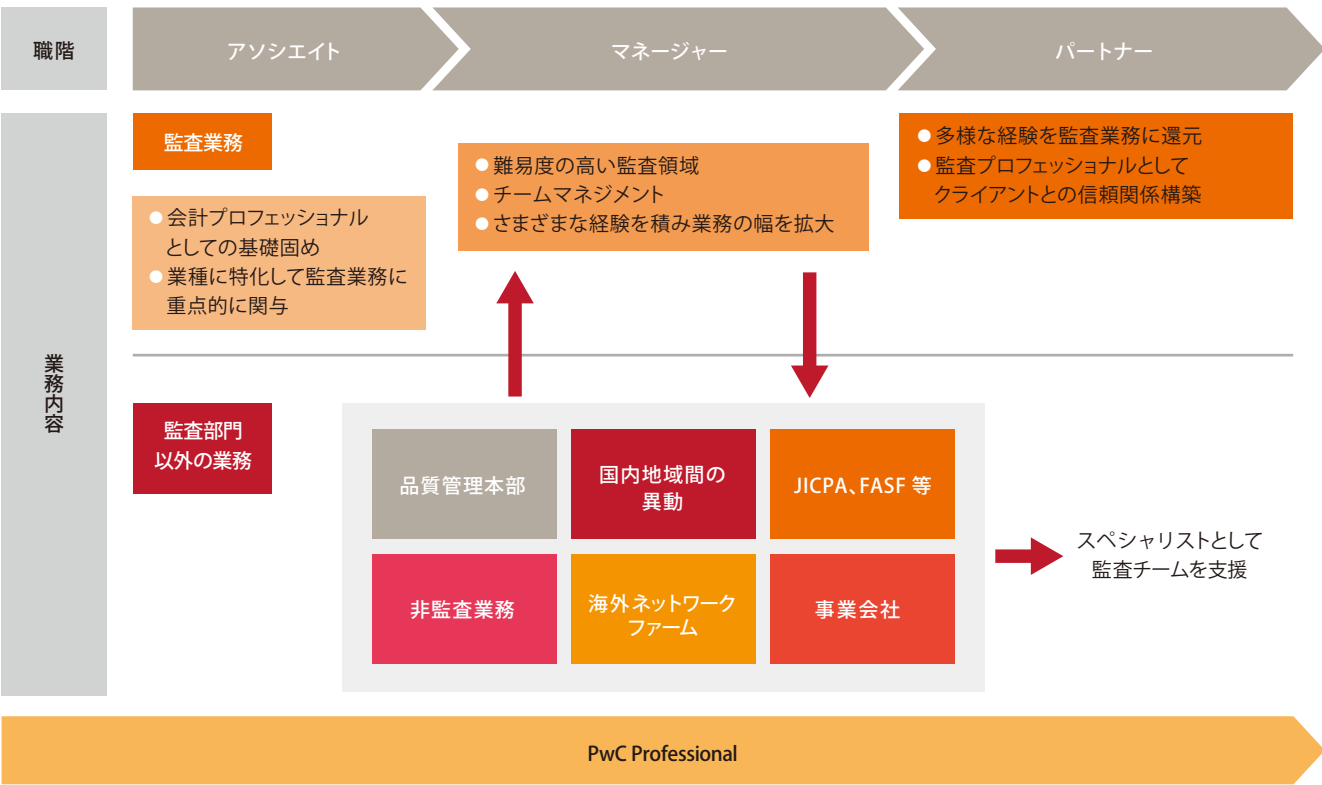 職階
アソシエイト
マネージャー
パートナー
業務内容
監査業務
●会計プロフェッショナル
としての基礎固め
●業種に特化して監査業務に
重点的に関与
●難易度の高い監査領域
●チームマネジメント
●さまざまな経験を積み業務の幅を拡大
●多様な経験を監査業務に還元
●監査プロフェッショナルとして
クライアントとの信頼関係構築
監査部門
以外の業務
品質管理本部
国内地域間の
異動
JICPA、FASF 等
非監査業務
海外ネットワーク
ファーム
事業会社
スペシャリストとして
監査チームを支援
PwC Professional